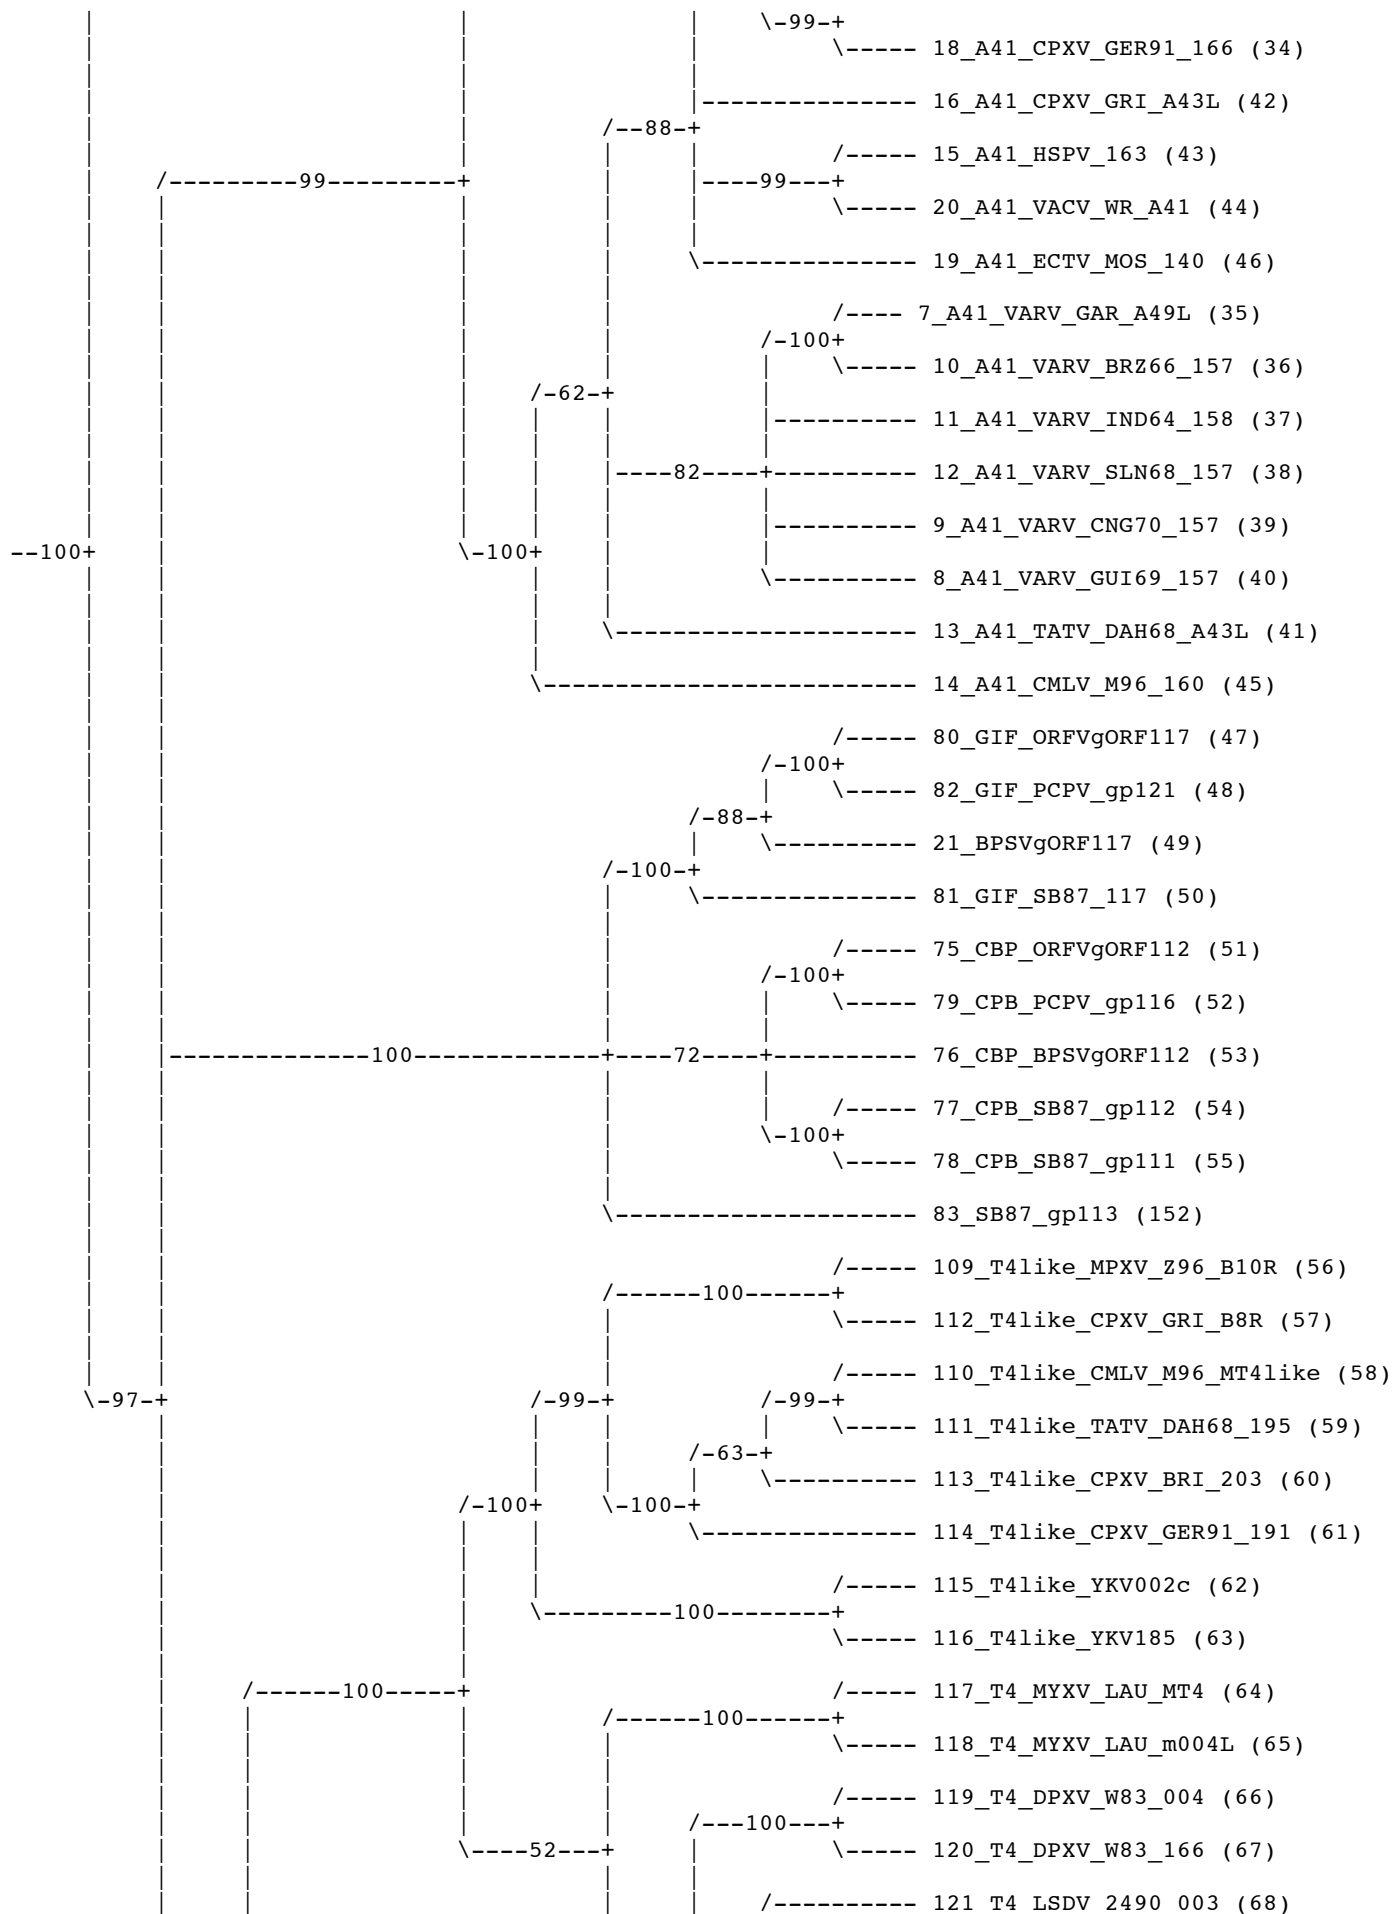 \-99-+
\----- 18_A41_CPXV_GER91_166 (34)
|--------------- 16_A41_CPXV_GRI_A43L (42)
/--88-+
/----- 15_A41_HSPV_163 (43)
/---------99---------+ |----99---+
\----- 20_A41_VACV_WR_A41 (44)
\--------------- 19_A41_ECTV_MOS_140 (46)
/---- 7_A41_VARV_GAR_A49L (35)
/-100+
\----- 10_A41_VARV_BRZ66_157 (36)
/-62-+
|---------- 11_A41_VARV_IND64_158 (37)
|----82----+---------- 12_A41_VARV_SLN68_157 (38)
|---------- 9_A41_VARV_CNG70_157 (39)
--100+ \-100+
\---------- 8_A41_VARV_GUI69_157 (40)
\--------------------- 13_A41_TATV_DAH68_A43L (41)
\-------------------------- 14_A41_CMLV_M96_160 (45)
/----- 80_GIF_ORFVgORF117 (47)
/-100+
\----- 82_GIF_PCPV_gp121 (48)
/-88-+
\---------- 21_BPSVgORF117 (49)
/-100-+
\--------------- 81_GIF_SB87_117 (50)
/----- 75_CBP_ORFVgORF112 (51)
/-100+
\----- 79_CPB_PCPV_gp116 (52)
|--------------100-------------+----72----+---------- 76_CBP_BPSVgORF112 (53)
/----- 77_CPB_SB87_gp112 (54)
\-100+
\----- 78_CPB_SB87_gp111 (55)
\--------------------- 83_SB87_gp113 (152)
/----- 109_T4like_MPXV_Z96_B10R (56)
/------100------+
\----- 112_T4like_CPXV_GRI_B8R (57)
/----- 110_T4like_CMLV_M96_MT4like (58)
\-97-+ /-99-+ /-99-+
\----- 111_T4like_TATV_DAH68_195 (59)
/-63-+
\---------- 113_T4like_CPXV_BRI_203 (60)
/-100+ \-100-+
\--------------- 114_T4like_CPXV_GER91_191 (61)
/----- 115_T4like_YKV002c (62)
\---------100--------+
\----- 116_T4like_YKV185 (63)
/------100-----+ /----- 117_T4_MYXV_LAU_MT4 (64)
/------100------+
\----- 118_T4_MYXV_LAU_m004L (65)
/----- 119_T4_DPXV_W83_004 (66)
/---100---+
\----52---+ \----- 120_T4_DPXV_W83_166 (67)
/---------- 121_T4_LSDV_2490_003 (68)